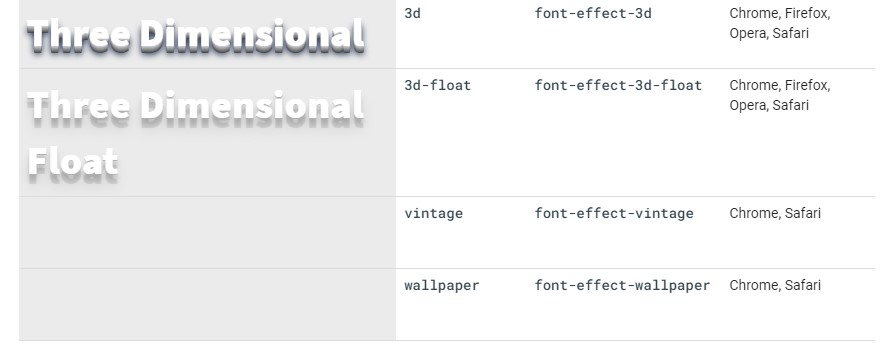 Three Dimensional
3d
font-effect-3d
Chrome, Firefox,
Opera, Safari
Three Dimensional
Float
3d-float
font-effect-3d-float
Chrome, Firefox,
Opera, Safari
vintage
font-effect-vintage
Chrome, Safari
wallpaper
font-effect-wallpaper
Chrome, Safari